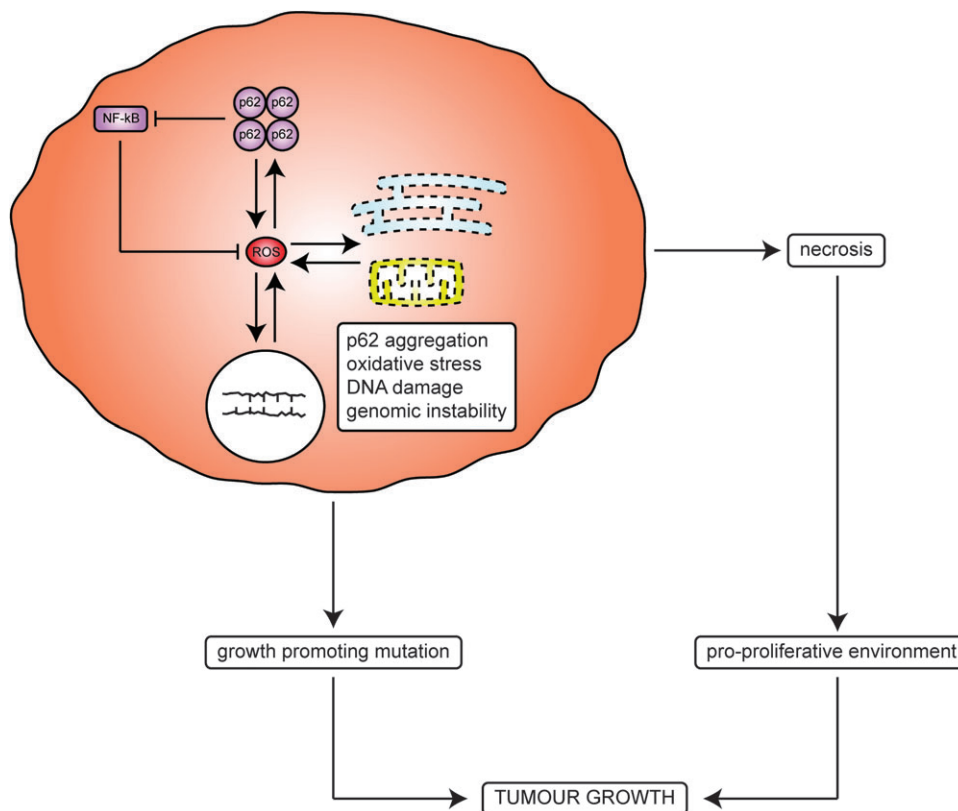 p62 p62
NF-kB
p62 p62
ROS
necrosis
p62 aggregation
oxidative stress
DNA damage
genomic instability
growth promoting mutation
pro-proliferative environment
TUMOUR GROWTH